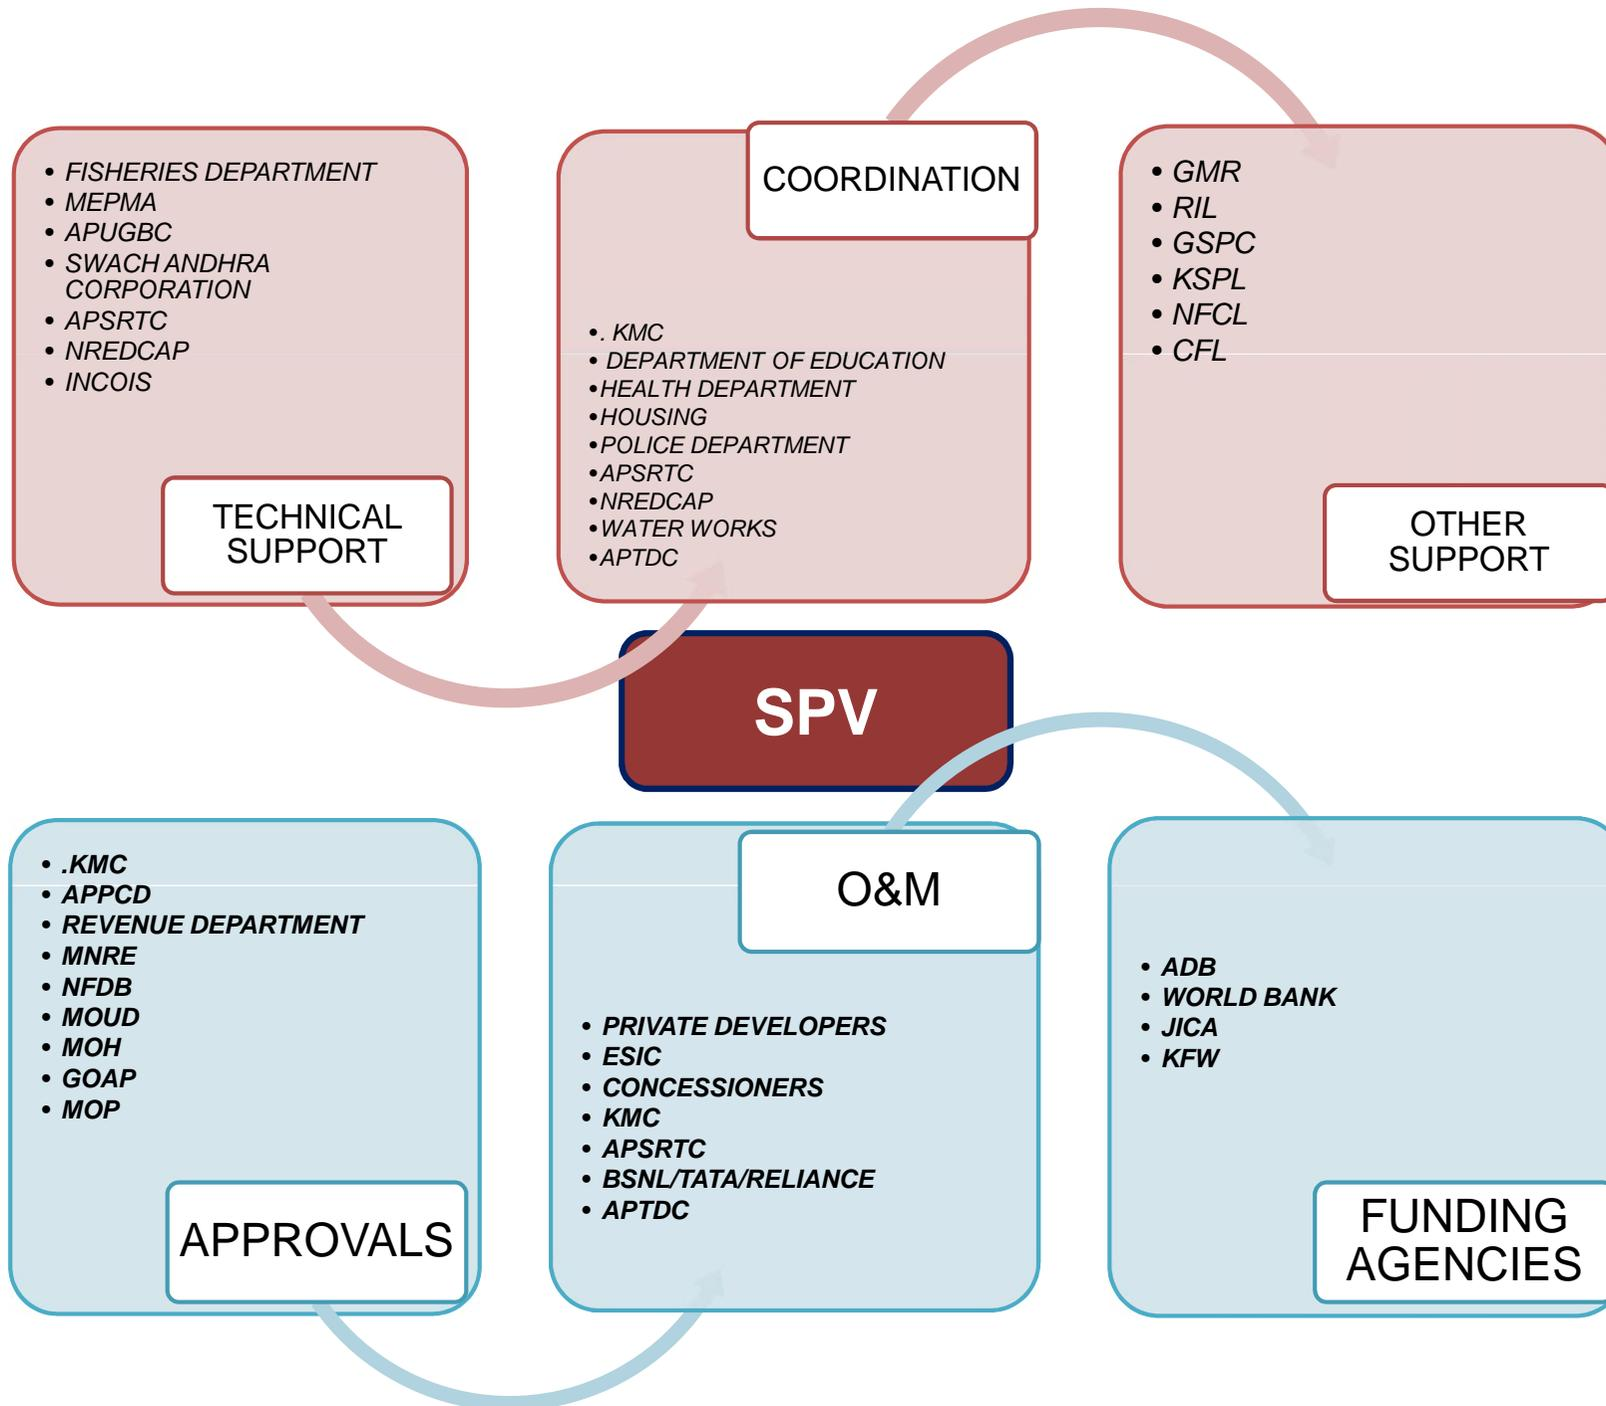 • FISHERIES DEPARTMENT
• MEPMA
• APUGBC
• SWACH ANDHRA
CORPORATION
• APSRTC
• NREDCAP
• INCOIS
TECHNICAL
SUPPORT
COORDINATION
•. KMC
• DEPARTMENT OF EDUCATION
•HEALTH DEPARTMENT
•HOUSING
•POLICE DEPARTMENT
•APSRTC
•NREDCAP
•WATER WORKS
•APTDC
• GMR
• RIL
• GSPC
• KSPL
• NFCL
• CFL
OTHER
SUPPORT
SPV
• .KMC
• APPCD
• REVENUE DEPARTMENT
• MNRE
• NFDB
• MOUD
• MOH
• GOAP
• MOP
APPROVALS
O&M
• PRIVATE DEVELOPERS
• ESIC
• CONCESSIONERS
• KMC
• APSRTC
• BSNL/TATA/RELIANCE
• APTDC
• ADB
• WORLD BANK
• JICA
• KFW
FUNDING
AGENCIES